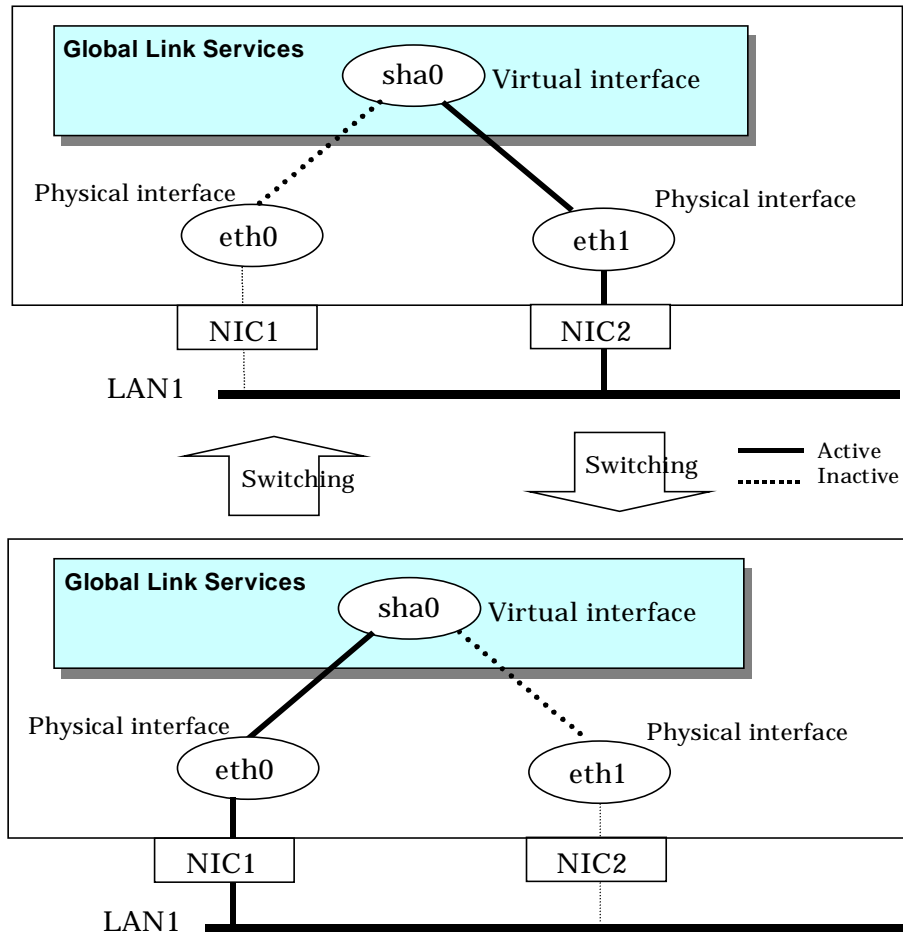 Global Link Services
sha0
Virtual interface
Physical interface
Physical interface
eth0
eth1
NIC1
NIC2
LAN1
Switching
Switching
Active
Inactive
Global Link Services
sha0
Virtual interface
Physical interface
Physical interface
eth0
eth1
NIC1
NIC2
LAN1